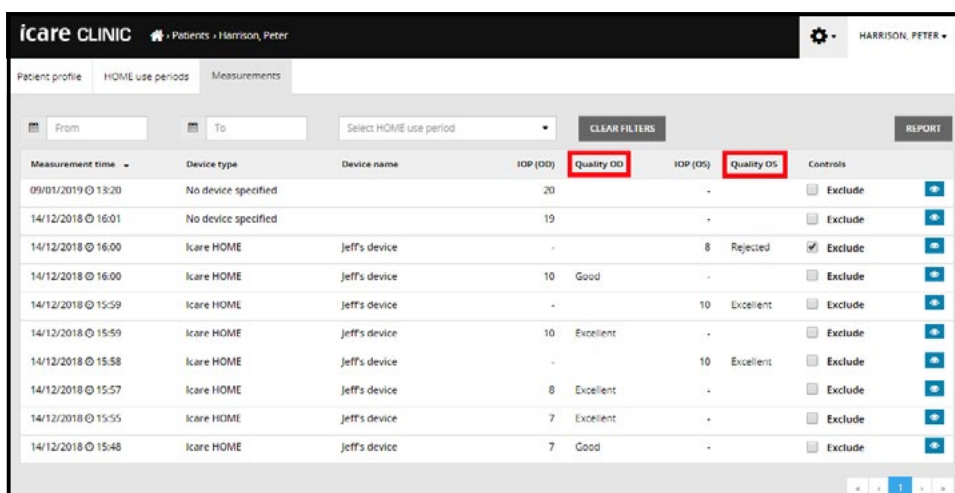 icare CLINIC › Patients › Harrison, Peter HARRISON, PETER
Patient profile HOME use periods Measurements
From To Select HOME use period CLEAR FILTERS REPORT
Measurement time Device type Device name IOP (OD) Quality OD IOP (OS) Quality OS Controls
09/01/2019 13:20 No device specified 20 - Exclude
14/12/2018 16:01 No device specified 19 - Exclude
14/12/2018 16:00 Icare HOME Jeff's device - 8 Rejected Exclude
14/12/2018 16:00 Icare HOME Jeff's device 10 Good - Exclude
14/12/2018 15:59 Icare HOME Jeff's device - 10 Excellent Exclude
14/12/2018 15:59 Icare HOME Jeff's device 10 Excellent - Exclude
14/12/2018 15:58 Icare HOME Jeff's device - 10 Excellent Exclude
14/12/2018 15:57 Icare HOME Jeff's device 8 Excellent - Exclude
14/12/2018 15:55 Icare HOME Jeff's device 7 Excellent - Exclude
14/12/2018 15:48 Icare HOME Jeff's device 7 Good - Exclude
« ‹ 1 › »